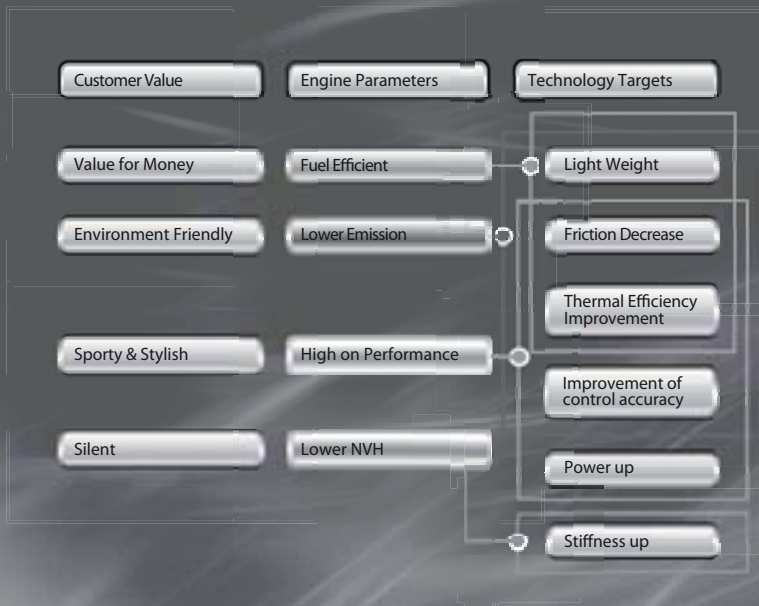 Customer Value
Engine Parameters
Technology Targets
Value for Money
Fuel Efficient
Light Weight
Environment Friendly
Lower Emission
Friction Decrease
Thermal Efficiency
Improvement
Sporty & Stylish
High on Performance
Improvement of
control accuracy
Silent
Lower NVH
Power up
Stiffness up